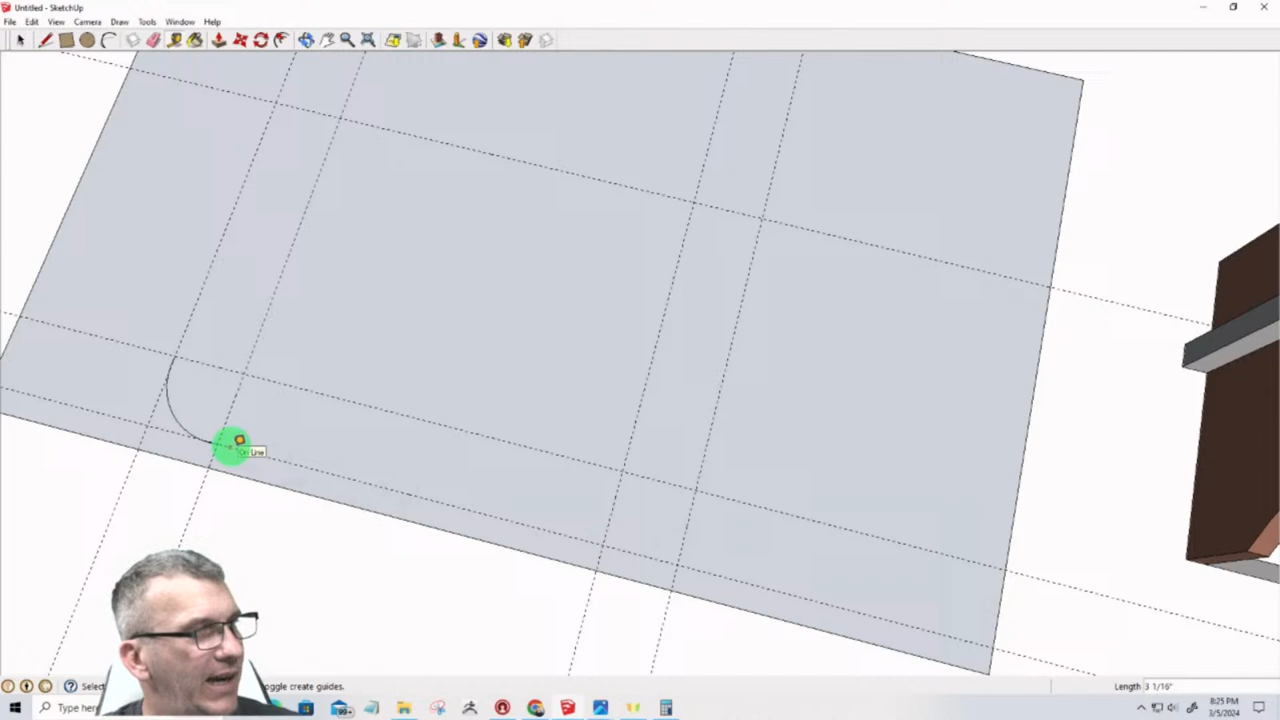 Untitled - SketchUp
File Edit View Camera Draw Tools Window Help
On Line
Select
oggle create guides.
Length 3 1/16"
Type here
99+
8:25 PM
3/5/2024